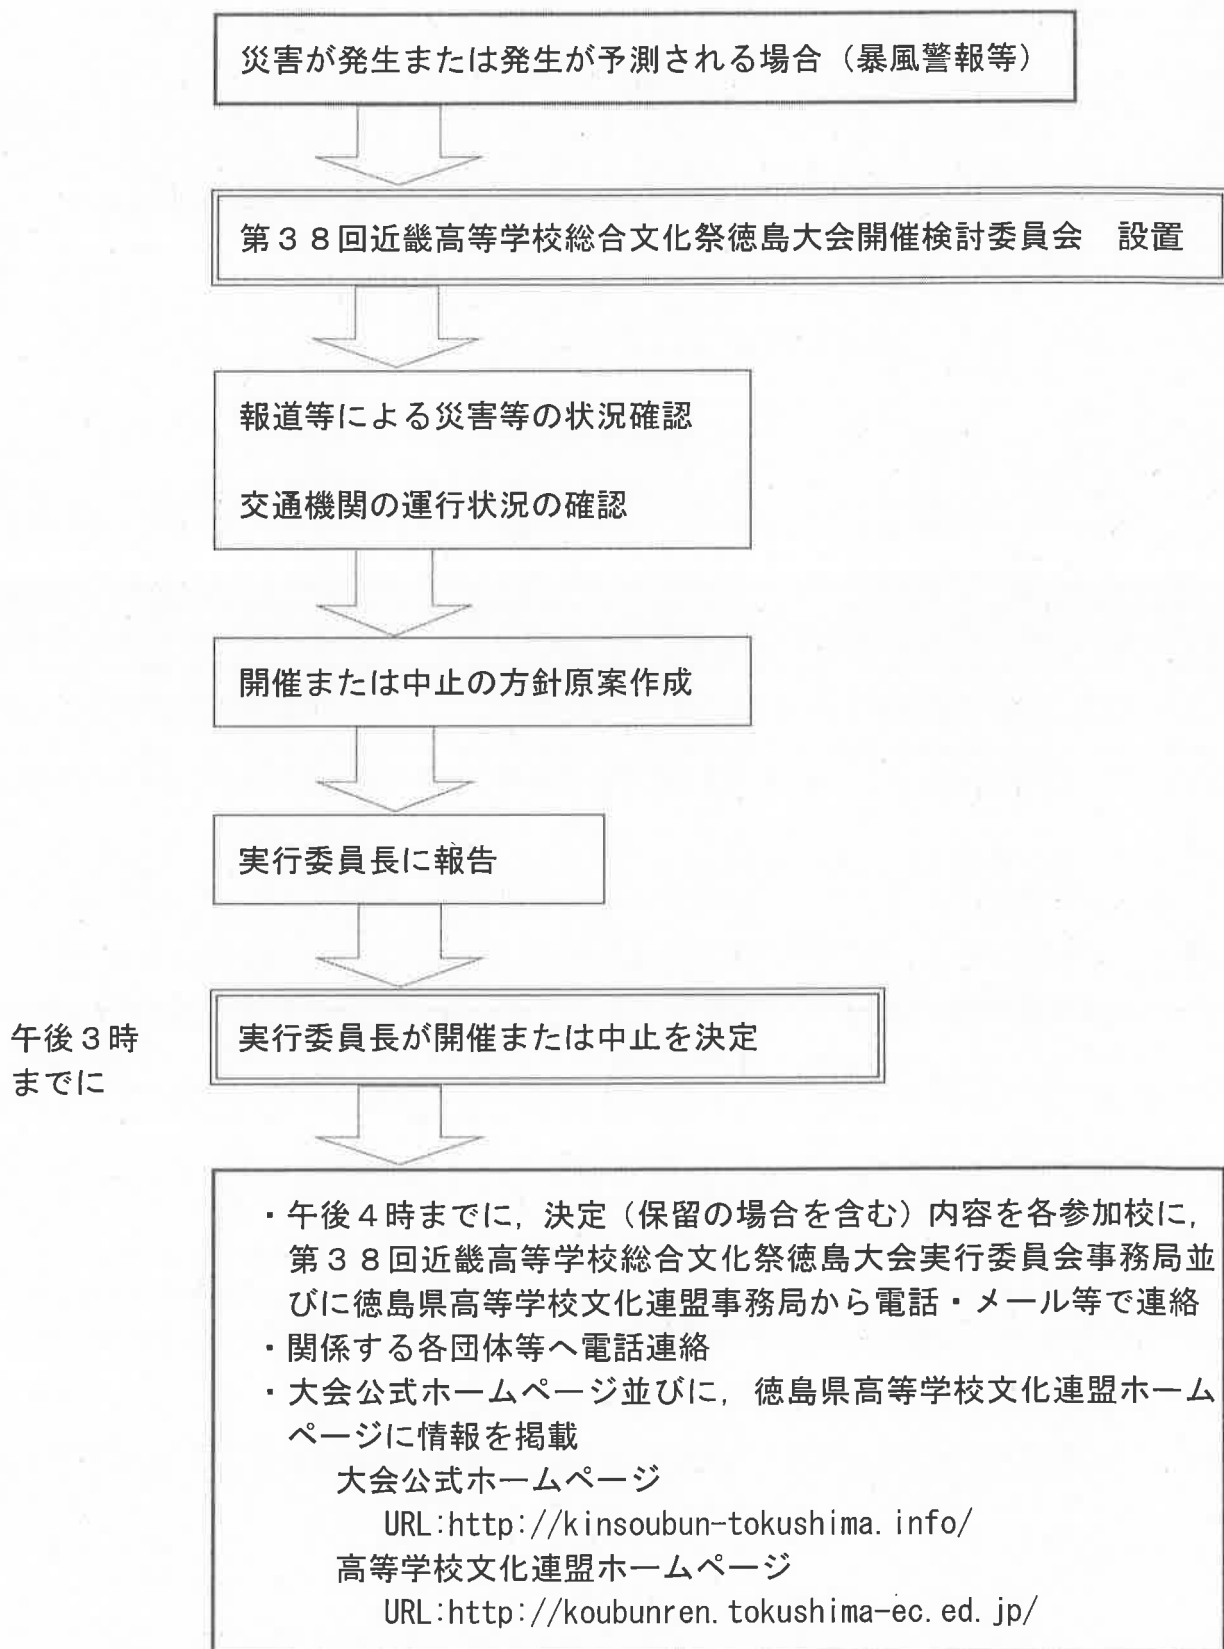 災害が発生または発生が予測される場合（暴風警報等）
第３８回近畿高等学校総合文化祭徳島大会開催検討委員会　設置
報道等による災害等の状況確認
交通機関の運行状況の確認
開催または中止の方針原案作成
実行委員長に報告
午後３時
までに
実行委員長が開催または中止を決定
・午後４時までに，決定（保留の場合を含む）内容を各参加校に，
第３８回近畿高等学校総合文化祭徳島大会実行委員会事務局並
びに徳島県高等学校文化連盟事務局から電話・メール等で連絡
・関係する各団体等へ電話連絡
・大会公式ホームページ並びに，徳島県高等学校文化連盟ホーム
ページに情報を掲載
大会公式ホームページ
URL:http://kinsoubun-tokushima.info/
高等学校文化連盟ホームページ
URL:http://koubunren.tokushima-ec.ed.jp/